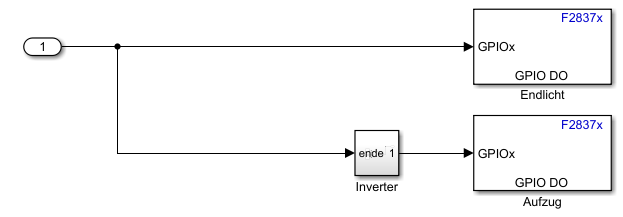 F2837x
1
GPIOx
GPIO DO
Endlicht
F2837x
ende 1
GPIOx
GPIO DO
Inverter
Aufzug